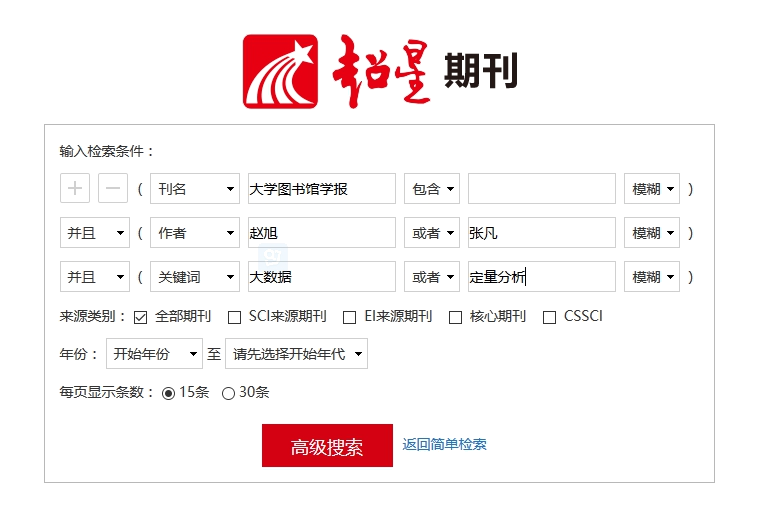 超星 期刊
输入检索条件：
+ − ( 刊名 大学图书馆学报 包含 模糊 )
并且 ( 作者 赵旭 或者 张凡 模糊 )
并且 ( 关键词 大数据 或者 定量分析 模糊 )
来源类别： 全部期刊 SCI来源期刊 EI来源期刊 核心期刊 CSSCI
年份： 开始年份 至 请先选择开始年代
每页显示条数： 15条 30条
高级搜索 返回简单检索